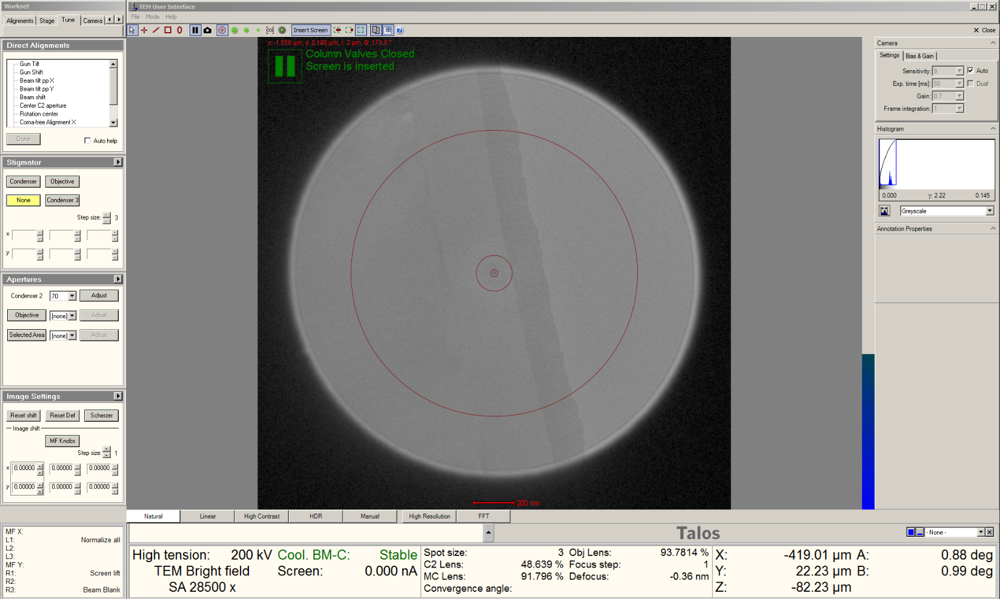 Workset
Alignments Stage Tune Camera
Direct Alignments
Gun Tilt
Gun Shift
Beam tilt pp X
Beam tilt pp Y
Beam shift
Center C2 aperture
Rotation center
Coma-free Alignment X
Done
Auto help
Stigmator
Condenser Objective
None Condenser 3
Step size: 3
x
y
Apertures
Condenser 2 70 Adjust
Objective [none] Adjust
Selected Area [none] Adjust
Image Settings
Reset shift Reset Def Scherzer
Image shift
MF Knobs
Step size: 1
x 0.00000 0.00000 0.00000
y 0.00000 0.00000 0.00000
MF X:
L1: Normalize all
L2:
L3:
MF Y:
R1: Screen lift
R2:
R3: Beam Blank
TEM User Interface
File Mode Help
CCD Insert Screen
Close
x: -1.556 µm, y: 0.190 µm, r: 2 µm, θ: 173.0 °
Column Valves Closed
Screen is inserted
200 nm
Camera
Settings Bias & Gain
Sensitivity: 9 Auto
Exp. time [ms]: 50 Dual
Gain: 0.7
Frame integration: 1
Histogram
0.000 γ: 2.22 0.145
Greyscale
Annotation Properties
Natural Linear High Contrast HDR Manual High Resolution FFT
Talos
- None -
High tension: 200 kV Cool. BM-C: Stable
TEM Bright field Screen: 0.000 nA
SA 28500 x
Spot size: 3 Obj Lens: 93.7814 %
C2 Lens: 48.639 % Focus step: 1
MC Lens: 91.796 % Defocus: -0.36 nm
Convergence angle:
X: -419.01 µm A: 0.88 deg
Y: 22.23 µm B: 0.99 deg
Z: -82.23 µm